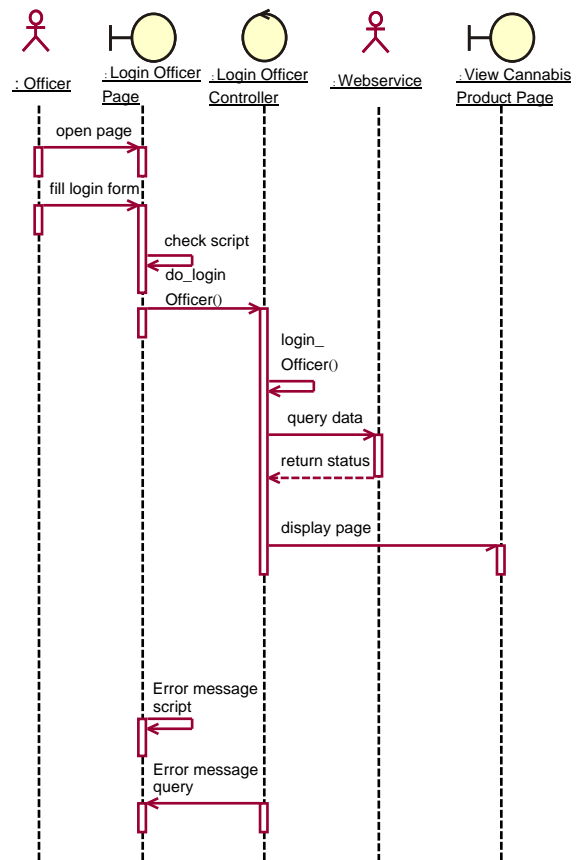 : Officer
: Login Officer
Page
: Login Officer
Controller
: Webservice
: View Cannabis
Product Page
open page
fill login form
check script
do_login
Officer()
login_
Officer()
query data
return status
display page
Error message
script
Error message
query